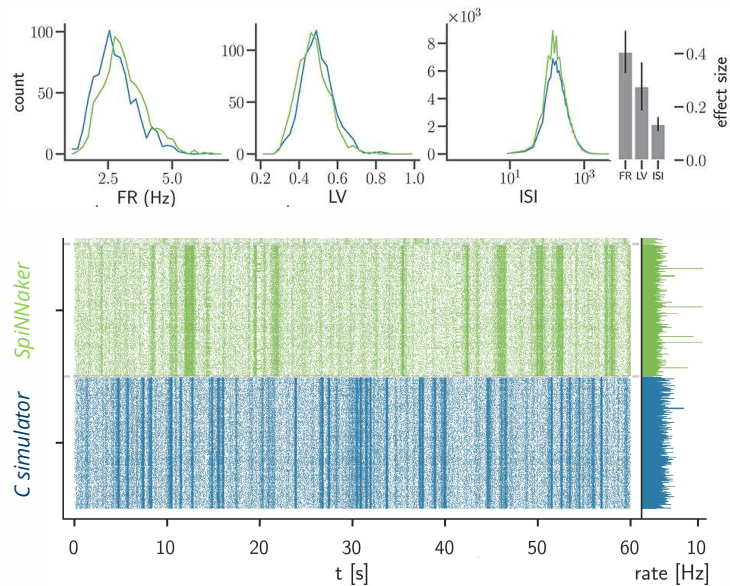 ×10³
count
100
50
0
2.5
5.0
FR (Hz)
100
50
0
0.2
0.4
0.6
0.8
1.0
LV
8
6
4
2
0
10¹
10³
ISI
FR
LV
ISI
0.4
0.2
0.0
effect size
SpiNNaker
C simulator
0
10
20
30
40
50
60
t [s]
10
rate [Hz]